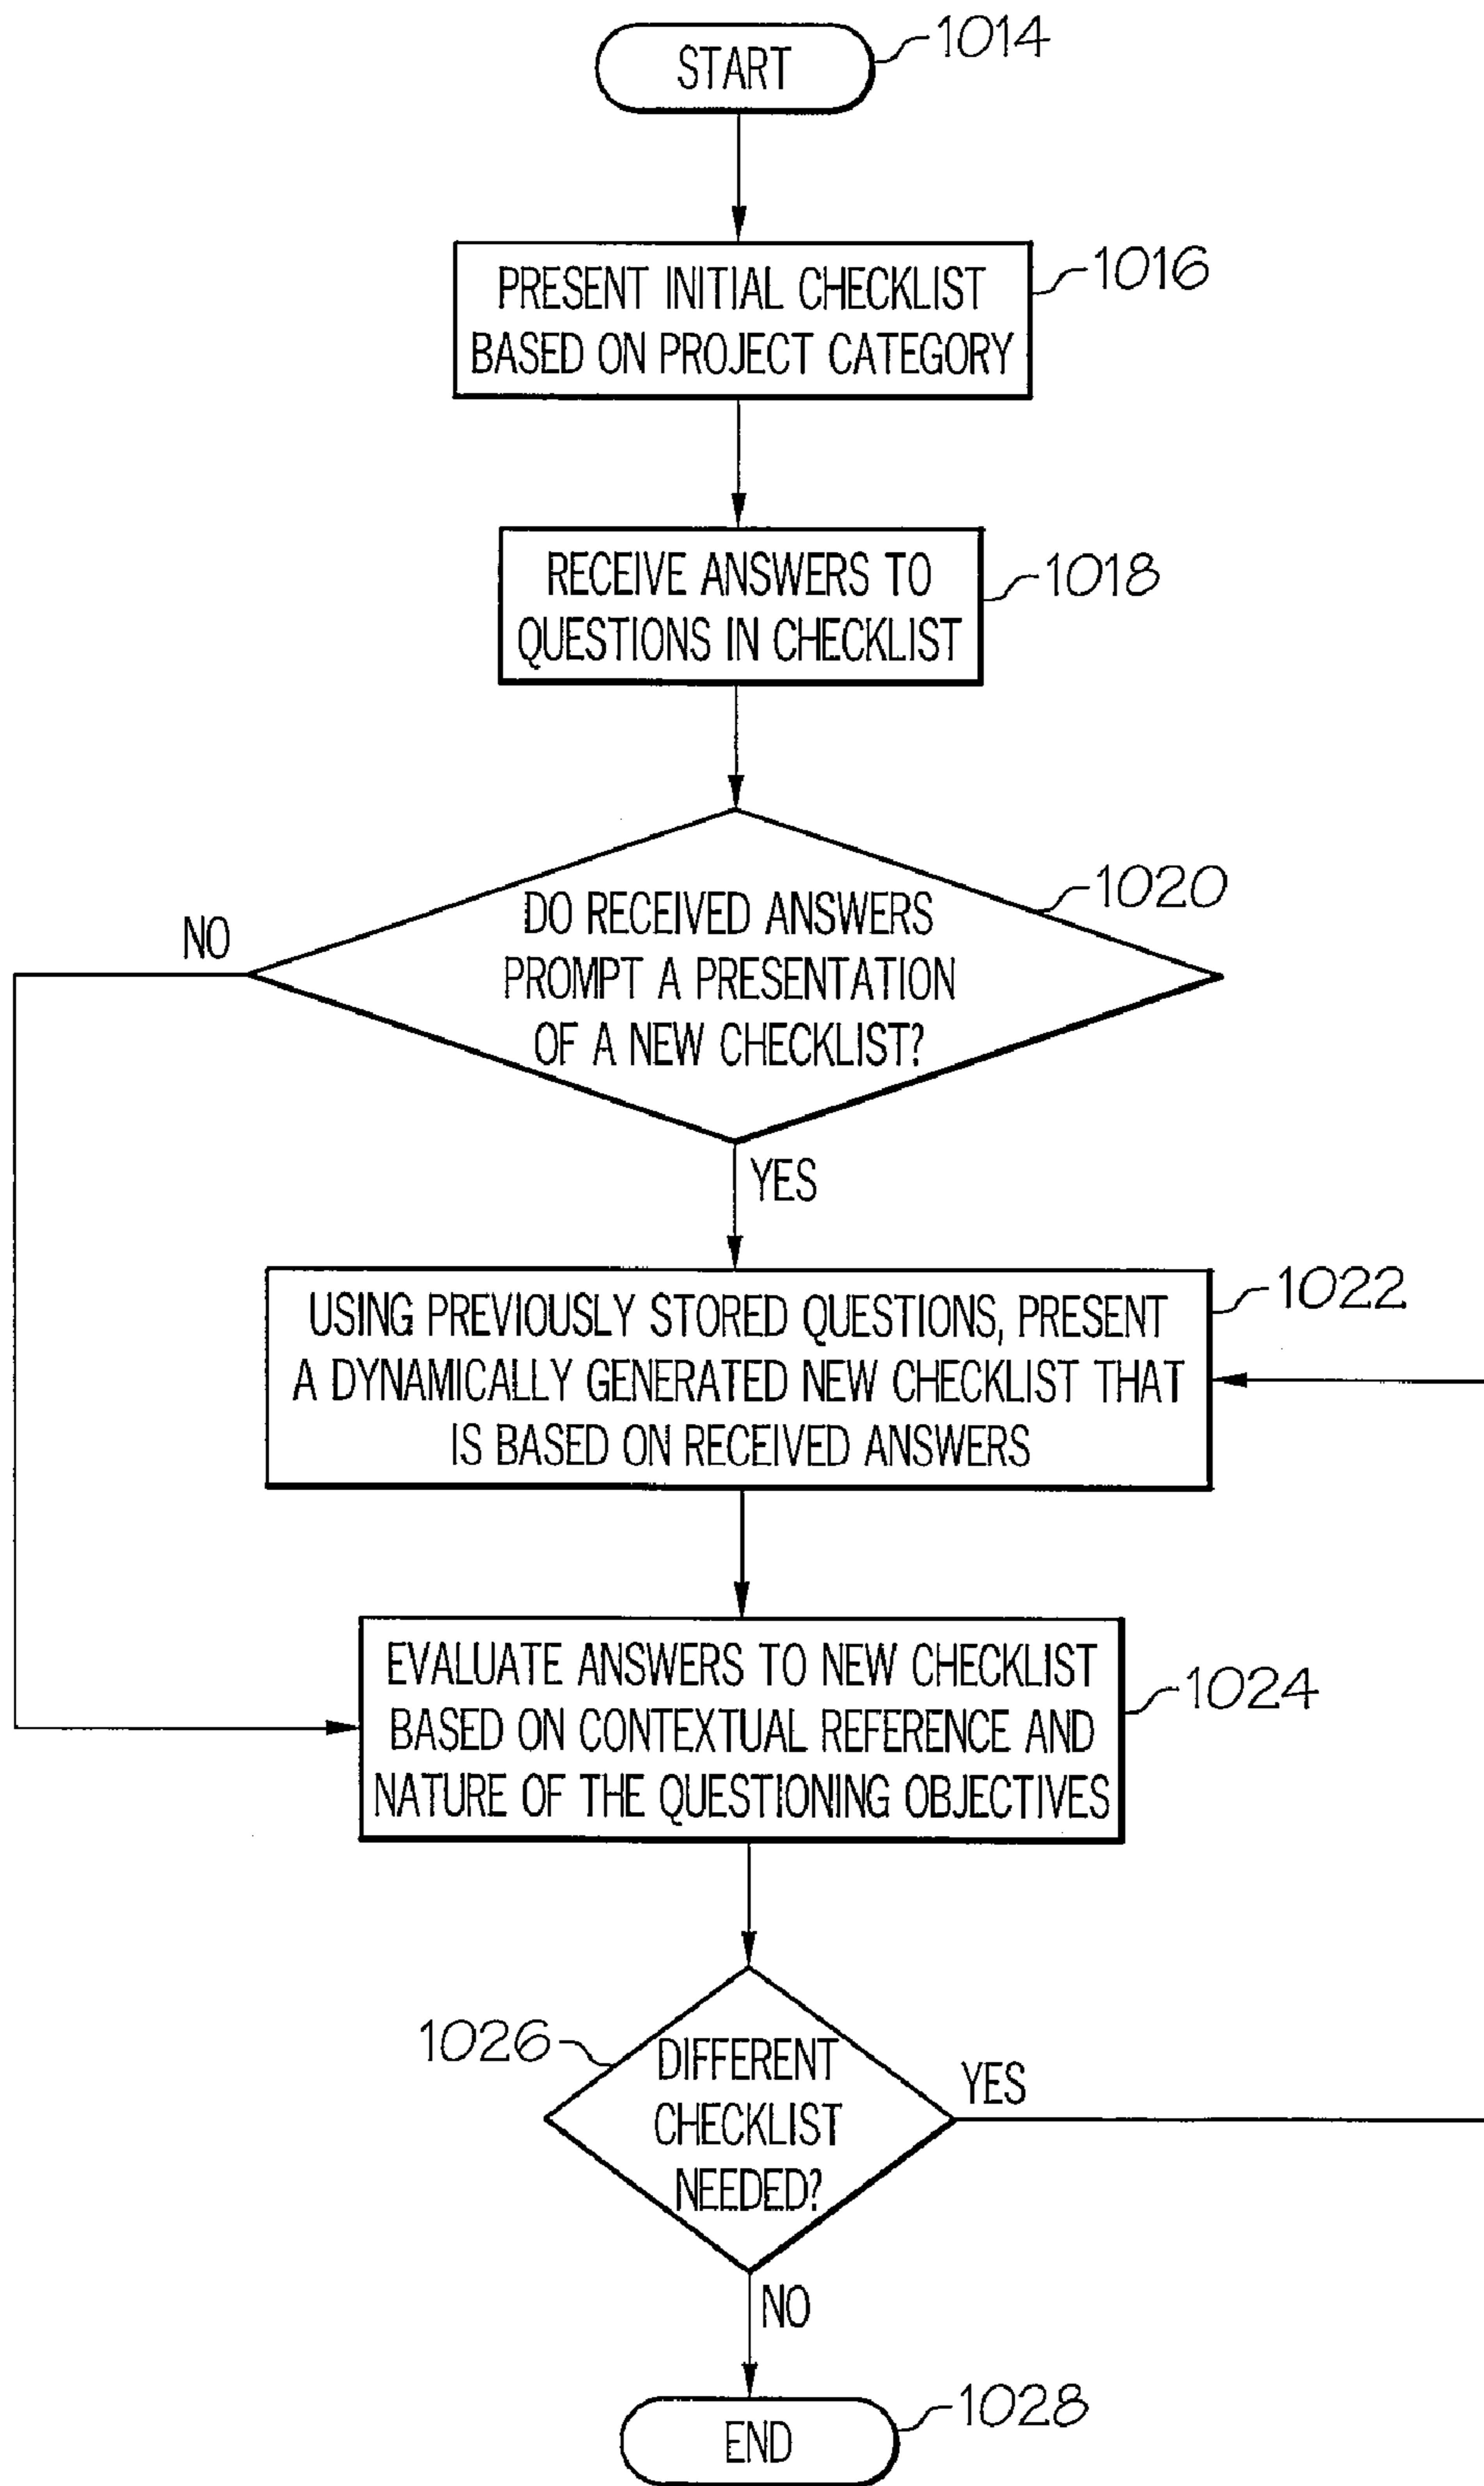 START
1014
PRESENT INITIAL CHECKLIST
BASED ON PROJECT CATEGORY
1016
RECEIVE ANSWERS TO
QUESTIONS IN CHECKLIST
1018
DO RECEIVED ANSWERS
PROMPT A PRESENTATION
OF A NEW CHECKLIST?
1020
NO
YES
USING PREVIOUSLY STORED QUESTIONS, PRESENT
A DYNAMICALLY GENERATED NEW CHECKLIST THAT
IS BASED ON RECEIVED ANSWERS
1022
EVALUATE ANSWERS TO NEW CHECKLIST
BASED ON CONTEXTUAL REFERENCE AND
NATURE OF THE QUESTIONING OBJECTIVES
1024
1026
DIFFERENT
CHECKLIST
NEEDED?
YES
NO
END
1028